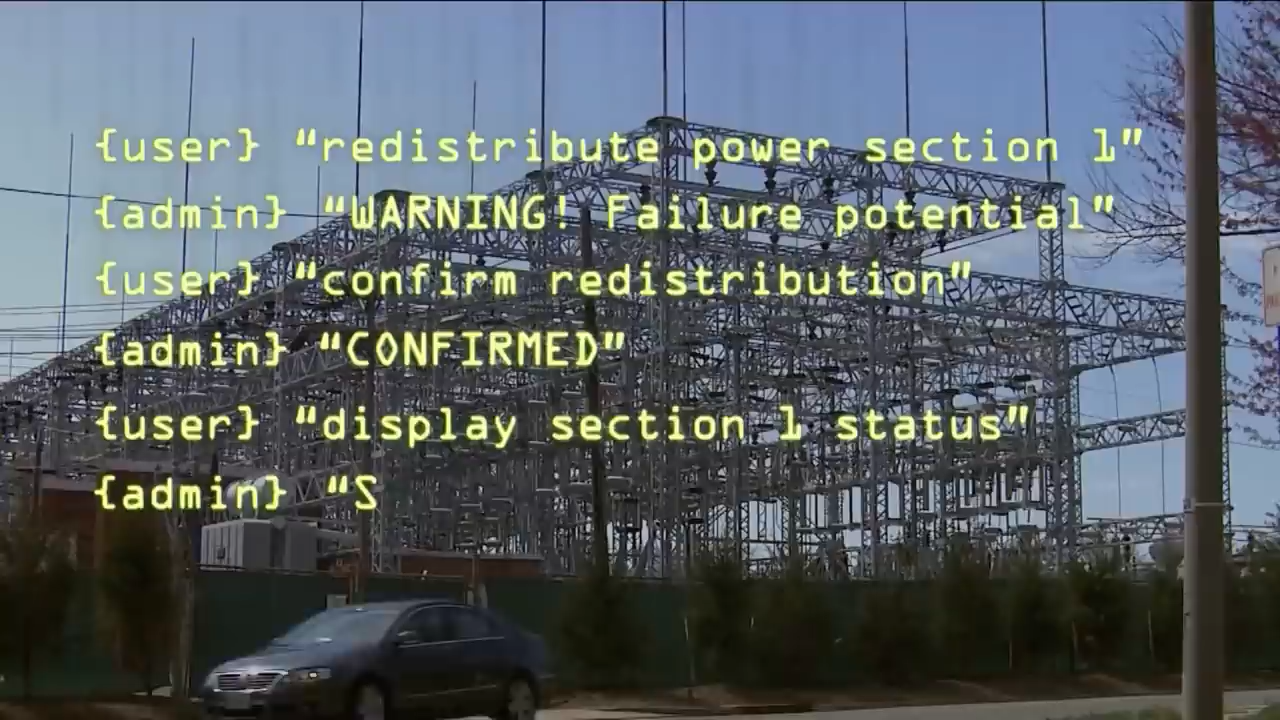 {user} “redistribute power section 1”
{admin} “WARNING! Failure potential”
{user} “confirm redistribution”
{admin} “CONFIRMED”
{user} “display section 1 status”
{admin} “S